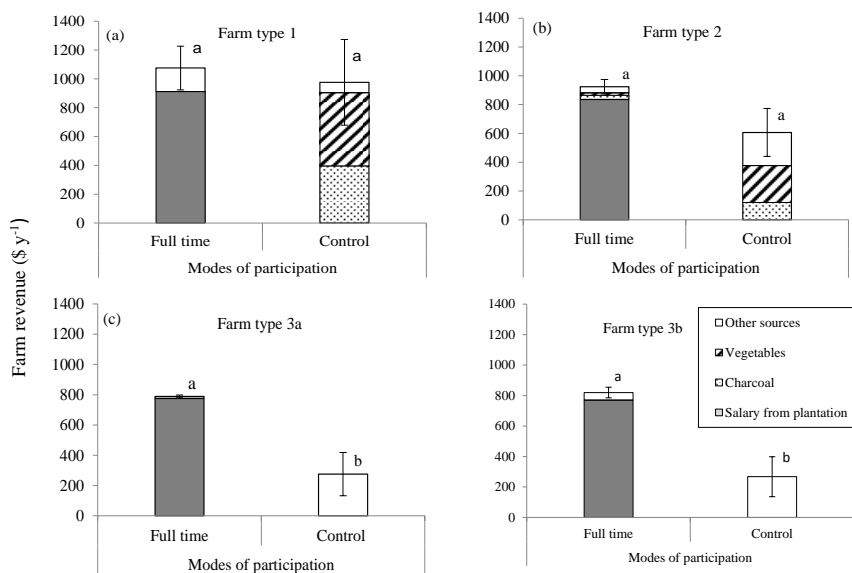 Farm revenue ($ y-1)
(a)
Farm type 1
1400
1200
1000
800
600
400
200
0
a
a
Full time
Control
Modes of participation
(b)
Farm type 2
1400
1200
1000
800
600
400
200
0
a
a
Full time
Control
Modes of participation
(c)
Farm type 3a
1400
1200
1000
800
600
400
200
0
a
b
Full time
Control
Modes of participation
Farm type 3b
1400
1200
1000
800
600
400
200
0
a
b
Full time
Control
Modes of participation
Other sources
Vegetables
Charcoal
Salary from plantation